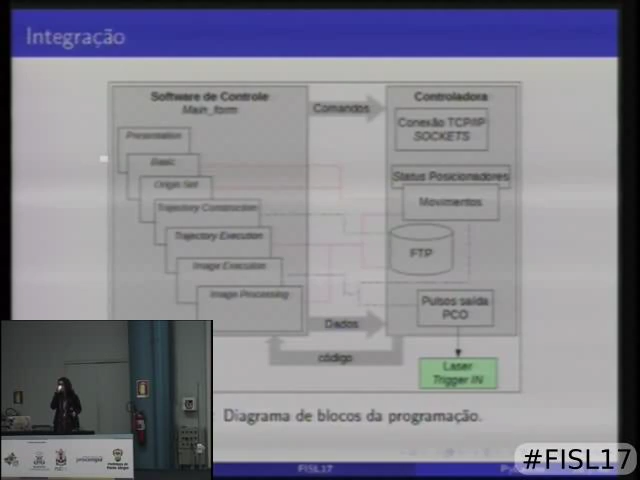 Integração
Software de Controle
Main_form
Presentation
Basic
Origin Set
Trajectory Construction
Trajectory Execution
Image Execution
Image Processing
Comandos
Dados
código
Controladora
Conexão TCP/IP
SOCKETS
Status Posicionadores
Movimentos
FTP
Pulsos saída
PCO
Laser
Trigger IN
Diagrama de blocos da programação.
FISL17
#FISL17
procempa